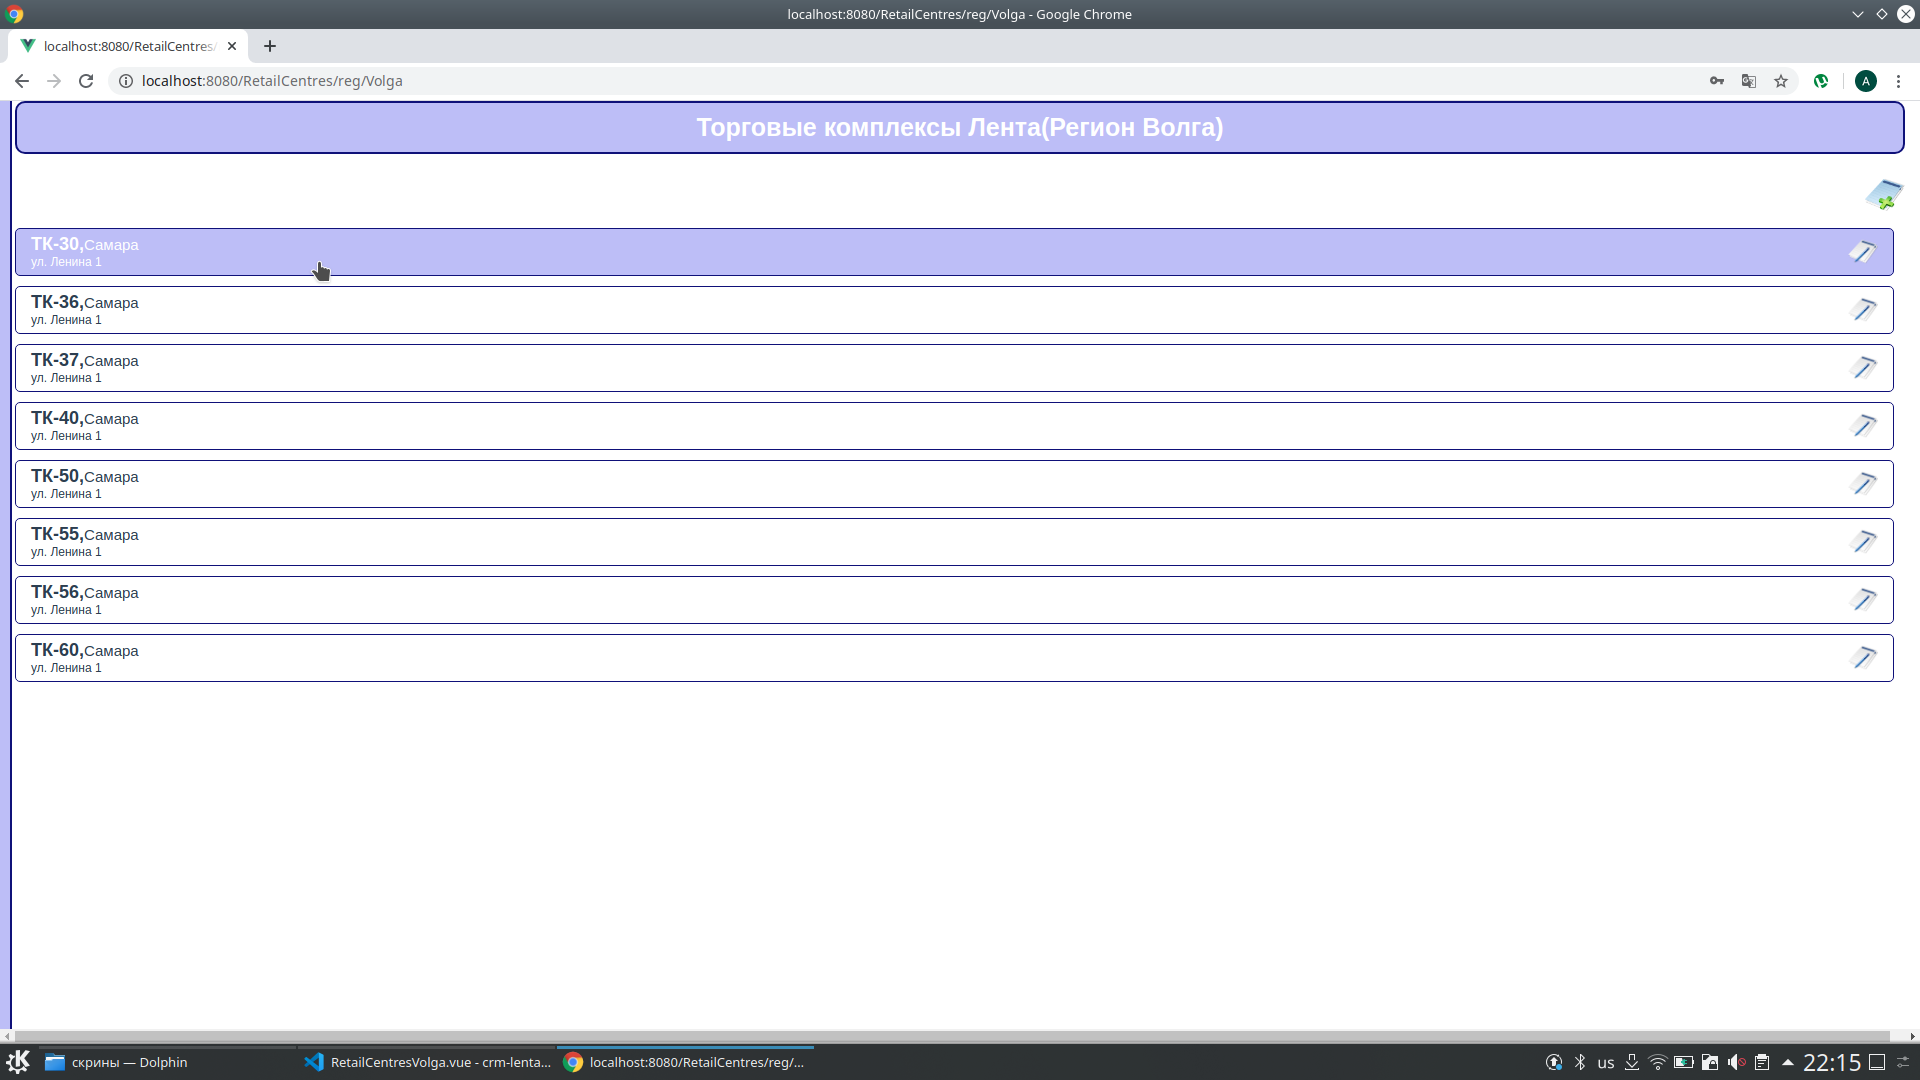 localhost:8080/RetailCentres/reg/Volga - Google Chrome
localhost:8080/RetailCentres/
localhost:8080/RetailCentres/reg/Volga
A
Торговые комплексы Лента(Регион Волга)
ТК-30,Самара
ул. Ленина 1
ТК-36,Самара
ул. Ленина 1
ТК-37,Самара
ул. Ленина 1
ТК-40,Самара
ул. Ленина 1
ТК-50,Самара
ул. Ленина 1
ТК-55,Самара
ул. Ленина 1
ТК-56,Самара
ул. Ленина 1
ТК-60,Самара
ул. Ленина 1
скрины — Dolphin
RetailCentresVolga.vue - crm-lenta...
localhost:8080/RetailCentres/reg/...
us
22:15